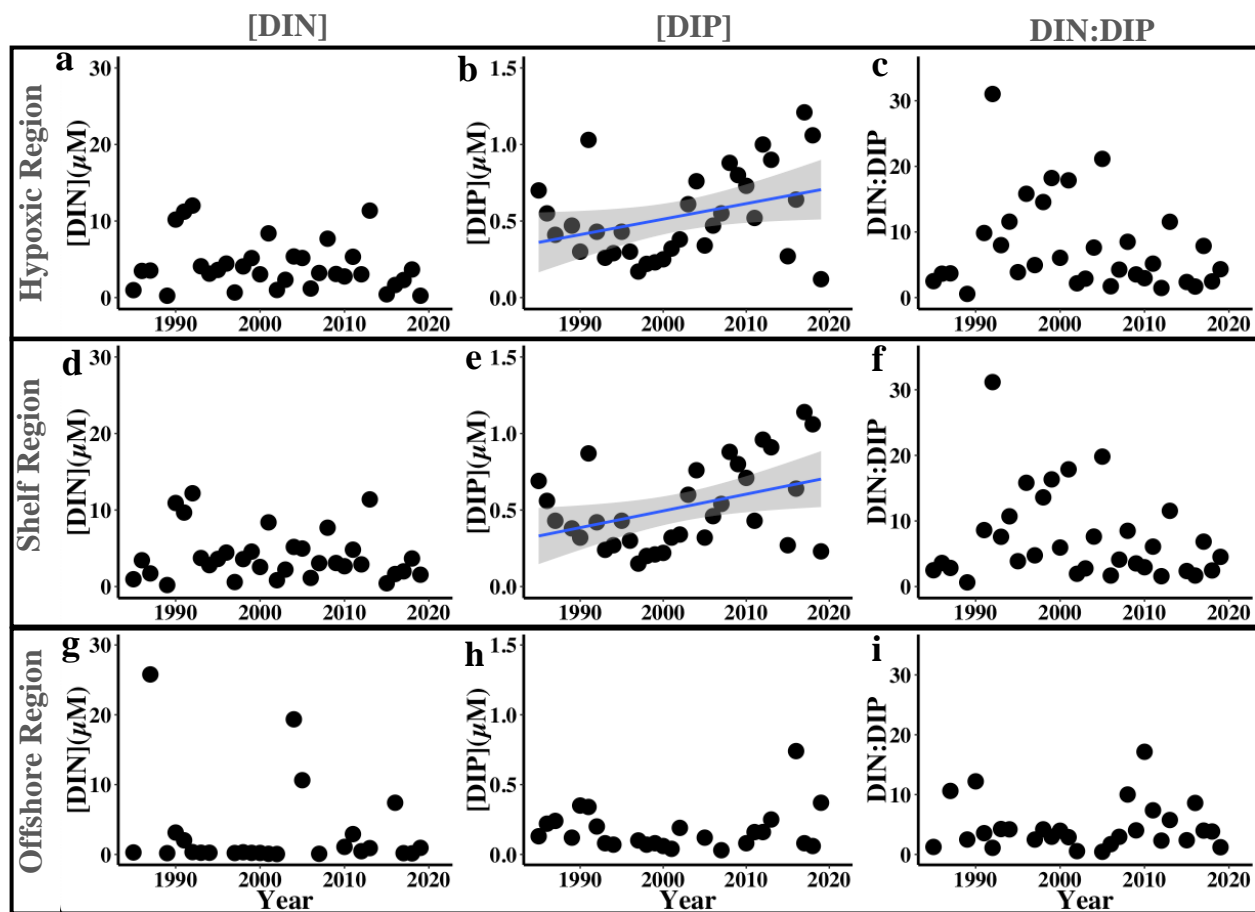 [DIN] [DIP] DIN:DIP
Hypoxic Region
a
[DIN](μM)
30
20
10
0
1990 2000 2010 2020
b
[DIP](μM)
1.5
1.0
0.5
0.0
1990 2000 2010 2020
c
DIN:DIP
30
20
10
0
1990 2000 2010 2020
Shelf Region
d
[DIN](μM)
30
20
10
0
1990 2000 2010 2020
e
[DIP](μM)
1.5
1.0
0.5
0.0
1990 2000 2010 2020
f
DIN:DIP
30
20
10
0
1990 2000 2010 2020
Offshore Region
g
[DIN](μM)
30
20
10
0
1990 2000 2010 2020
Year
h
[DIP](μM)
1.5
1.0
0.5
0.0
1990 2000 2010 2020
Year
i
DIN:DIP
30
20
10
0
1990 2000 2010 2020
Year